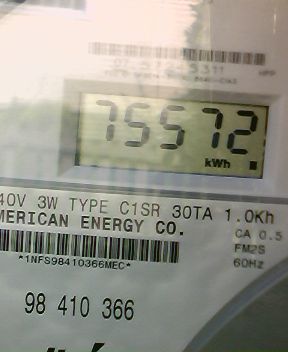 75572
kWh
40V 3W TYPE C1SR 30TA 1.0Kh
MERICAN ENERGY CO.
CA 0.5
*1NFS98410366MEC*
FM2S
60Hz
98 410 366